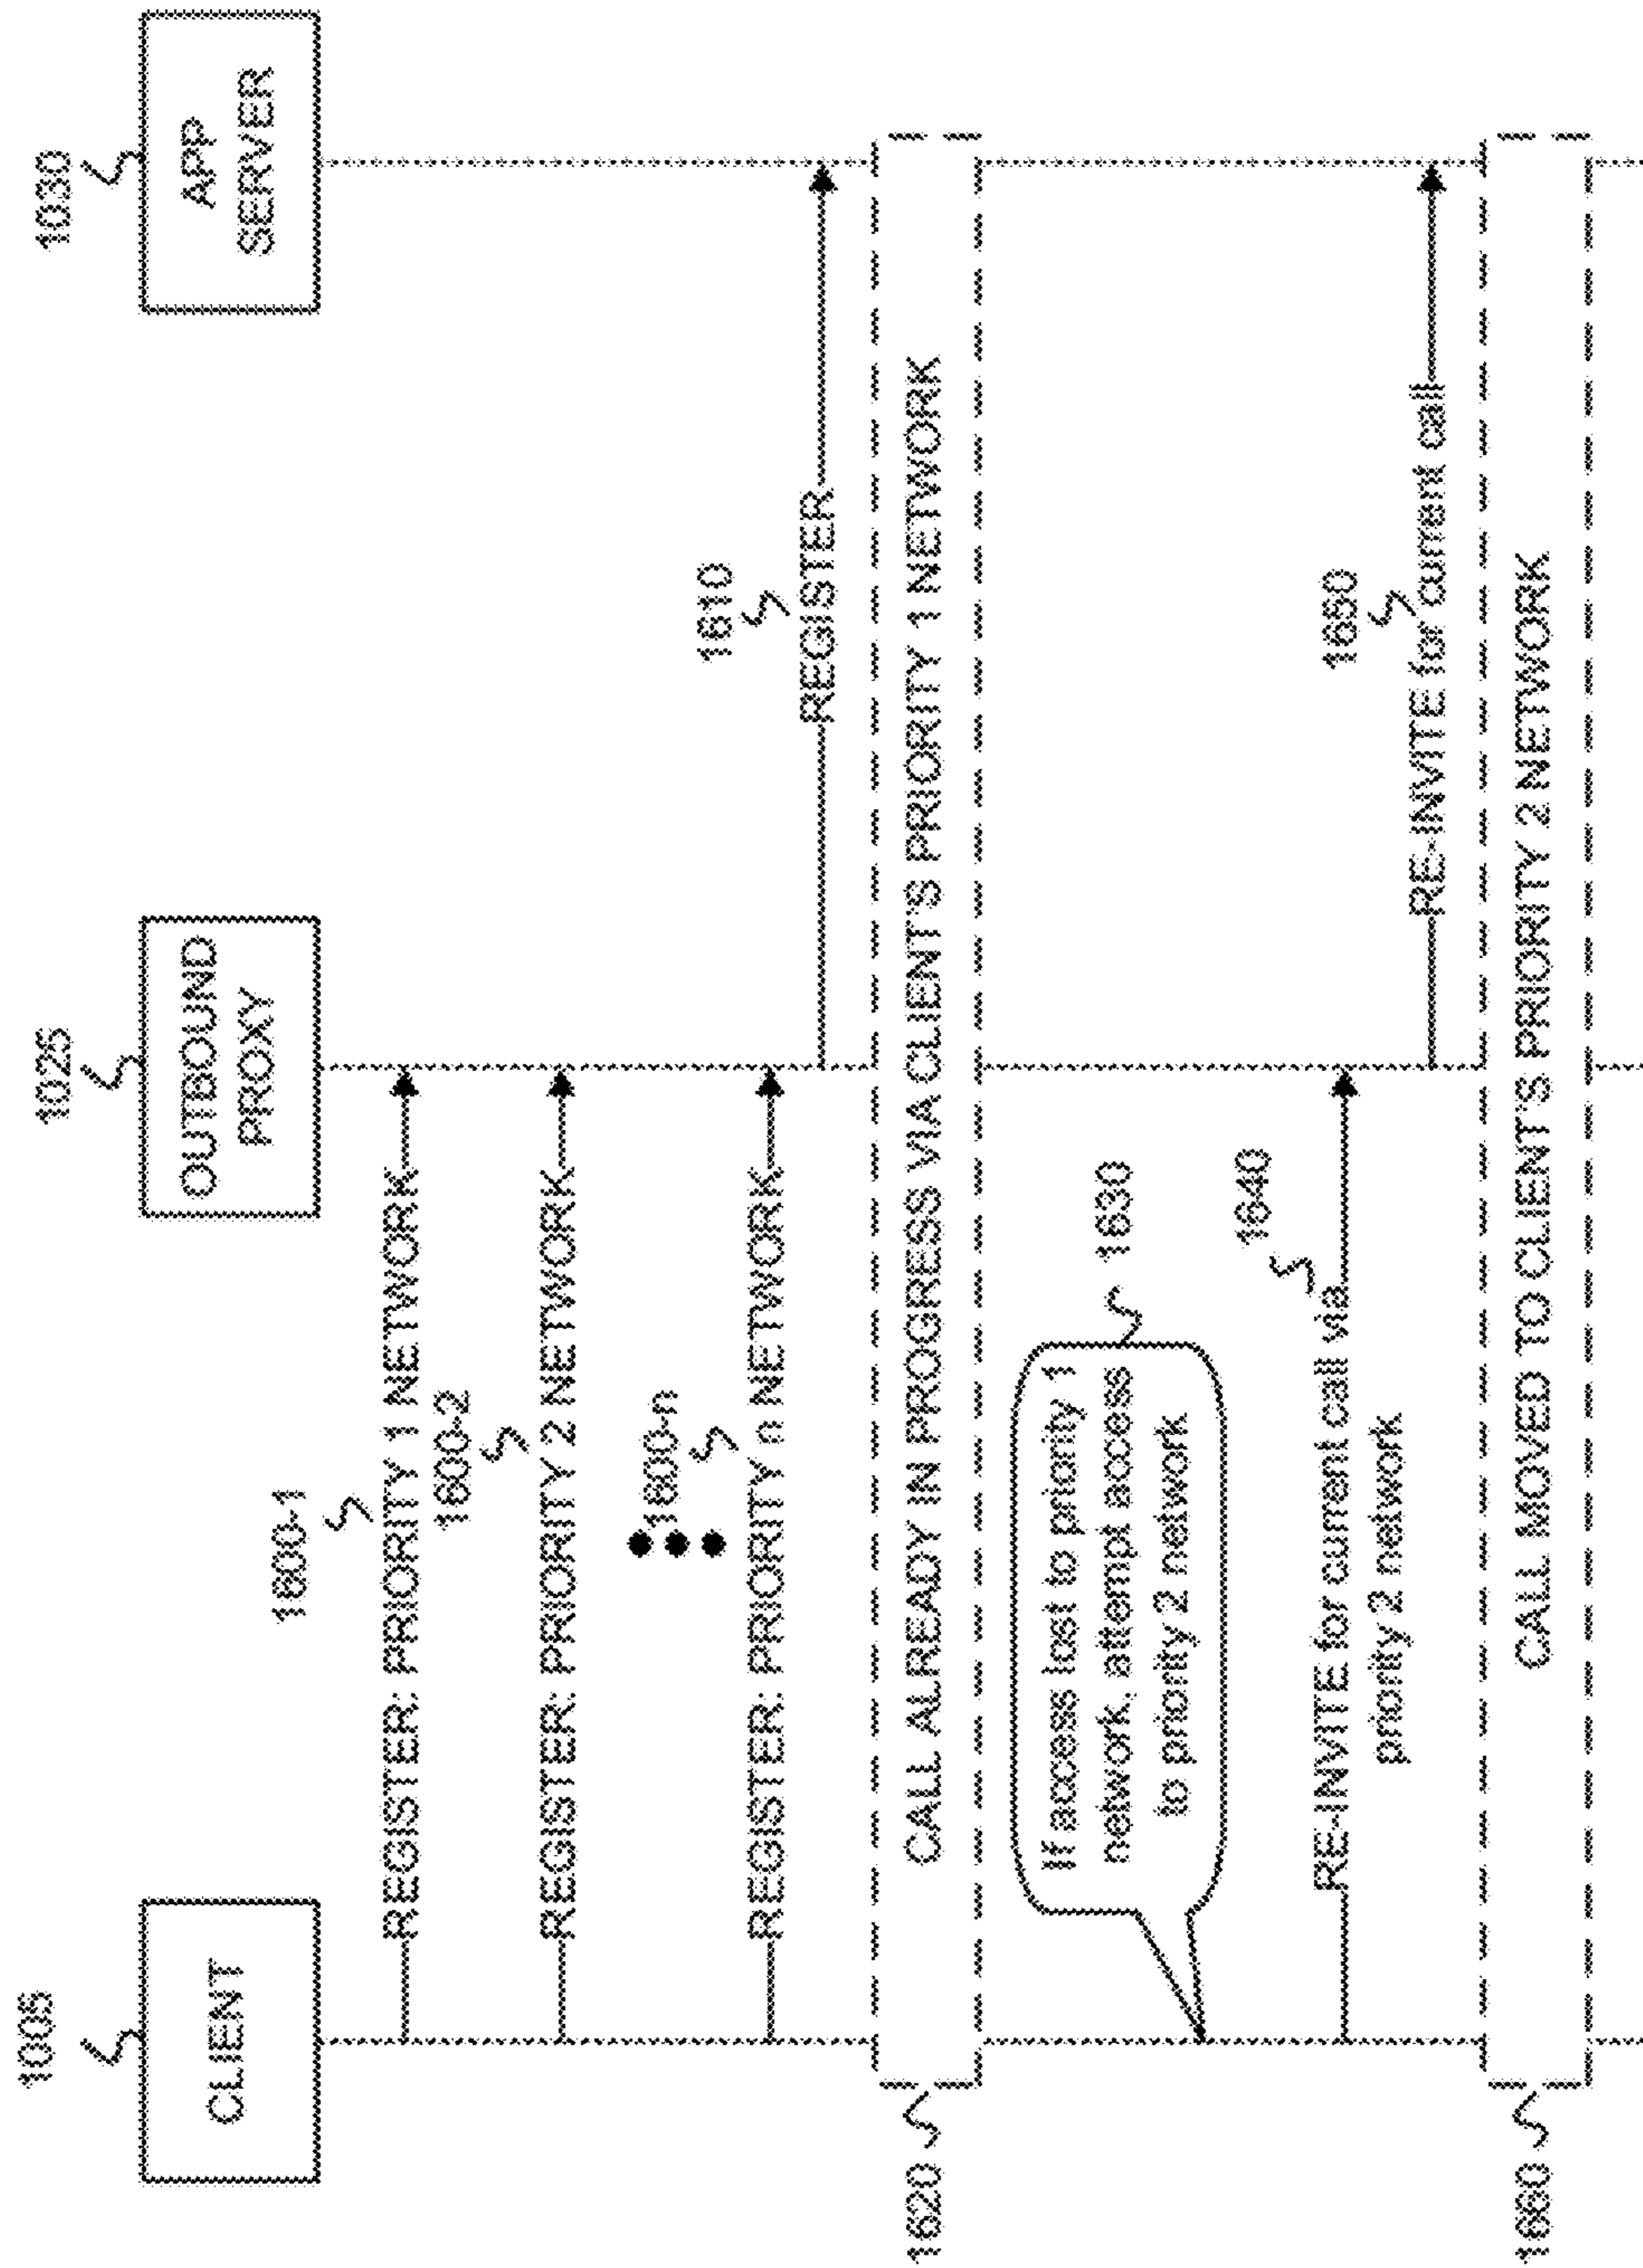 1005
CLIENT
1025
OUTBOUND
PROXY
1030
APP
SERVER
1600-1
REGISTER: PRIORITY 1 NETWORK
1600-2
REGISTER: PRIORITY 2 NETWORK
1600-n
REGISTER: PRIORITY n NETWORK
1610
REGISTER
1620
CALL ALREADY IN PROGRESS VIA CLIENT'S PRIORITY 1 NETWORK
If access lost to priority 1
network, attempt access
to priority 2 network
1630
1640
RE-INVITE for current call via
priority 2 network
1650
RE-INVITE for current call
1660
CALL MOVED TO CLIENT'S PRIORITY 2 NETWORK